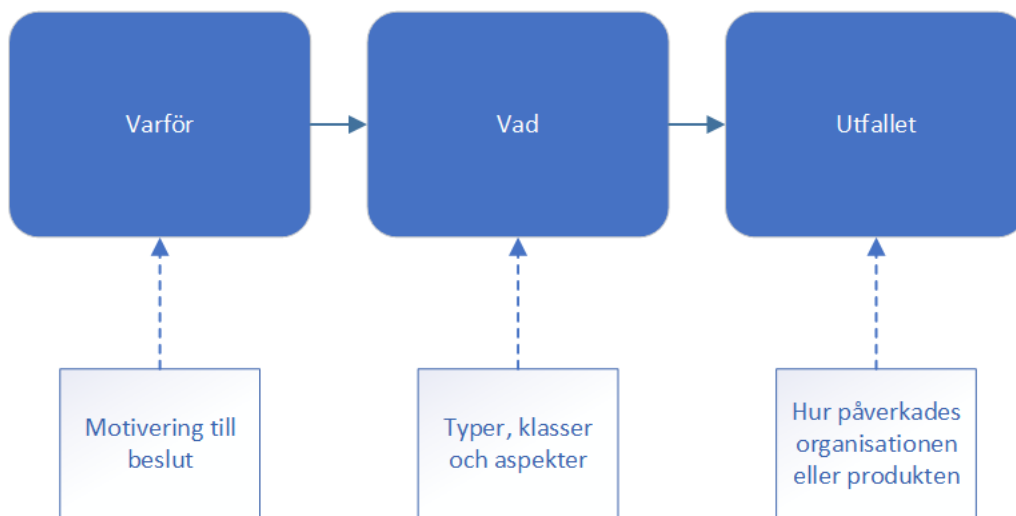 Varför
Vad
Utfallet
Motivering till
beslut
Typer, klasser
och aspekter
Hur påverkades
organisationen
eller produkten